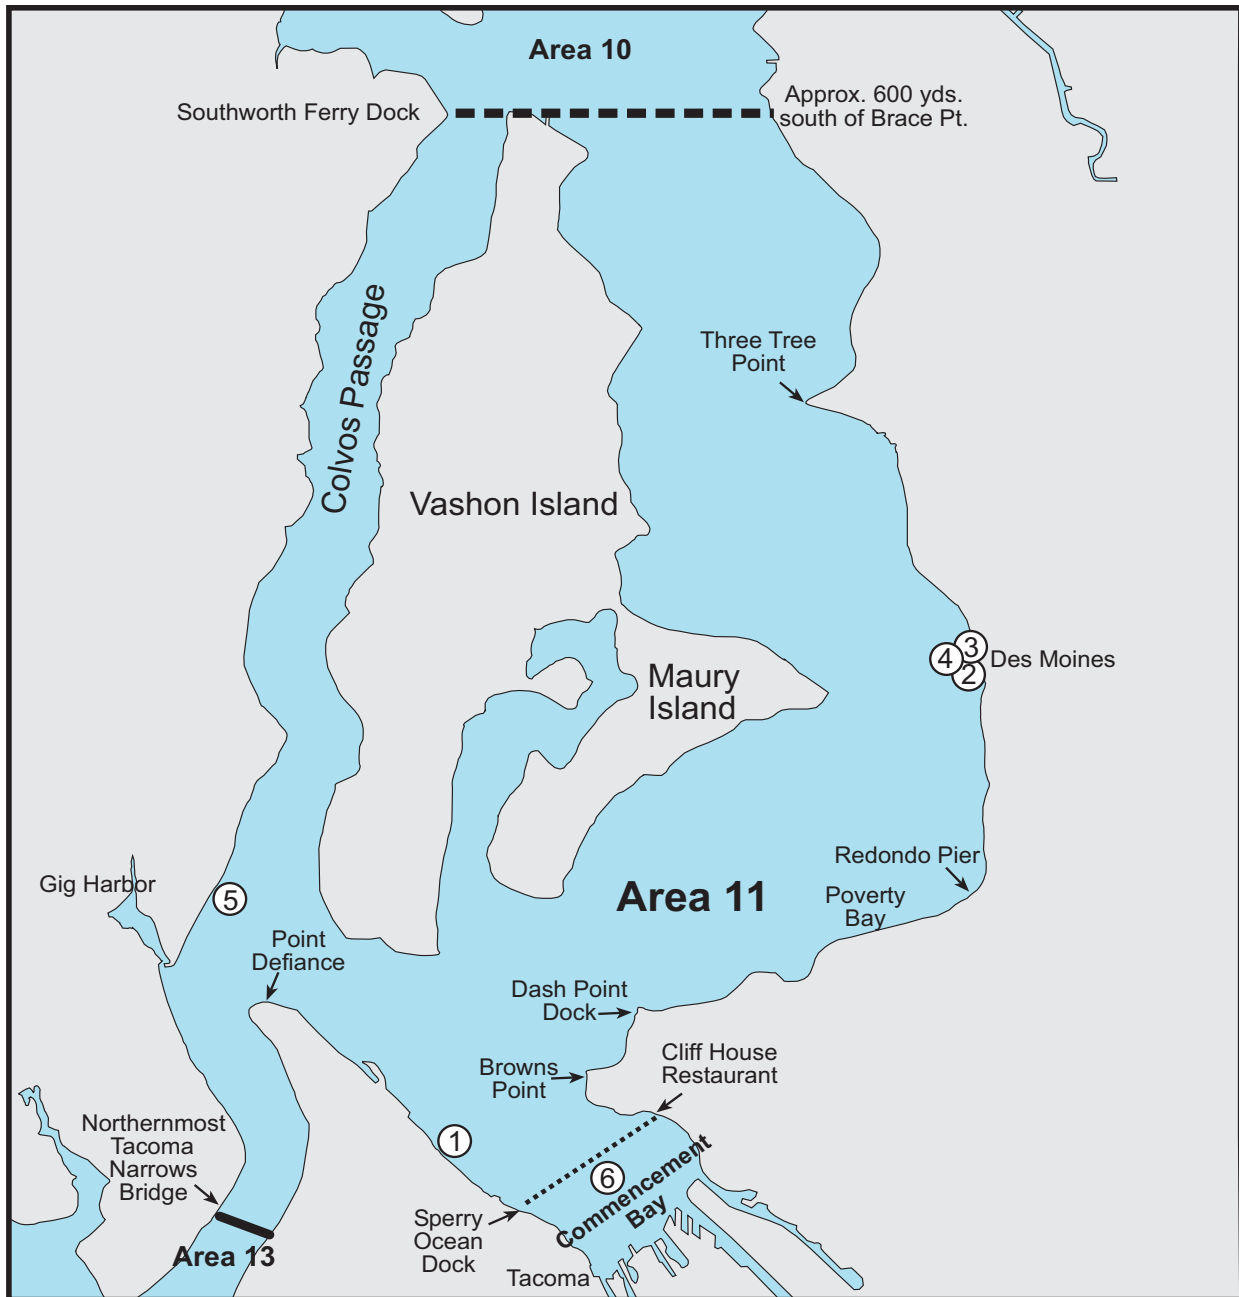 Area 10
Southworth Ferry Dock
Approx. 600 yds.
south of Brace Pt.
Colvos Passage
Three Tree
Point
Vashon Island
3
4
Des Moines
2
Maury
Island
Redondo Pier
Gig Harbor
5
Area 11
Poverty
Bay
Point
Defiance
Dash Point
Dock
Cliff House
Restaurant
Browns
Point
Northernmost
Tacoma
Narrows
Bridge
1
6
Commencement
Bay
Sperry
Ocean
Dock
Area 13
Tacoma